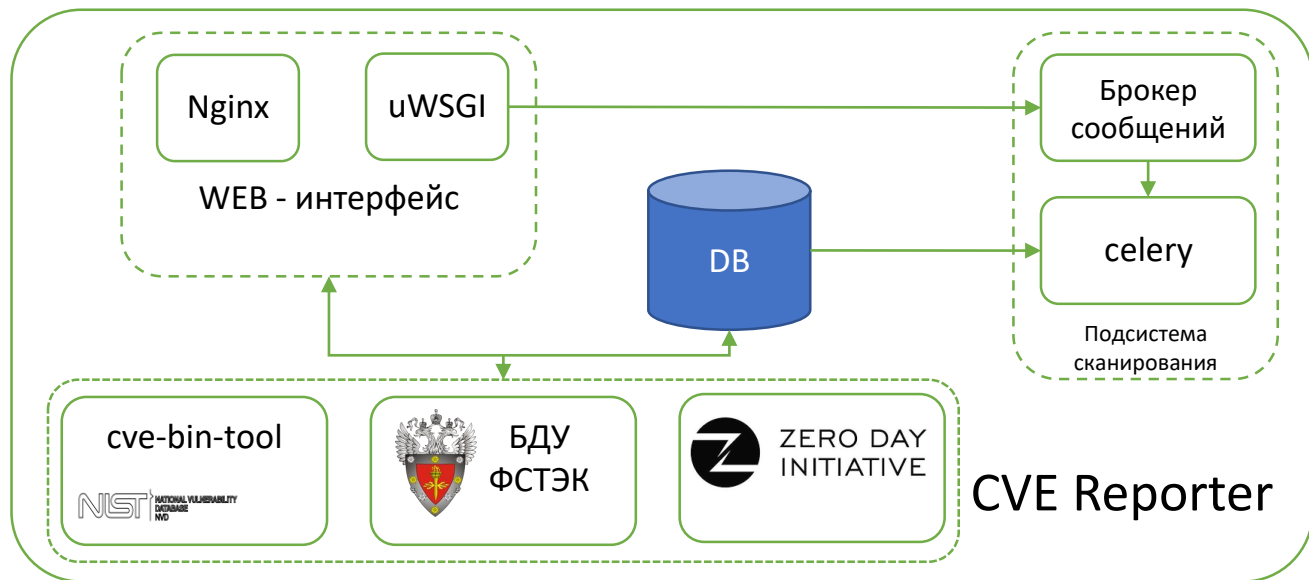 Nginx
uWSGI
WEB - интерфейс
Брокер
сообщений
celery
Подсистема
сканирования
DB
cve-bin-tool
NIST
NATIONAL VULNERABILITY
DATABASE
NVD
БДУ
ФСТЭК
ZERO DAY
INITIATIVE
CVE Reporter